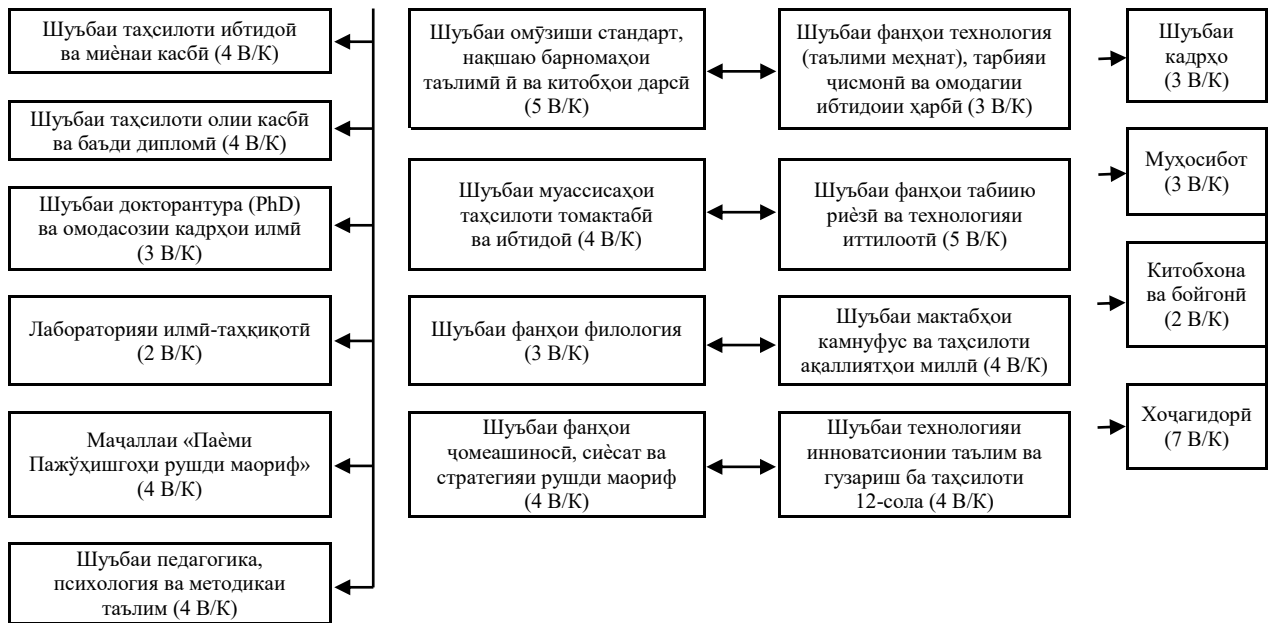 Шуъбаи таҳсилоти ибтидоӣ
ва миѐнаи касбӣ (4 В/К)
Шуъбаи таҳсилоти олии касбӣ
ва баъди дипломӣ (4 В/К)
Шуъбаи докторантура (PhD)
ва омодасозии кадрҳои илмӣ
(3 В/К)
Лабораторияи илмӣ-таҳқиқотӣ
(2 В/К)
Маҷаллаи «Паѐми
Пажӯҳишгоҳи рушди маориф»
(4 В/К)
Шуъбаи педагогика,
психология ва методикаи
таълим (4 В/К)
Шуъбаи омӯзиши стандарт,
нақшаю барномаҳои
таълимӣ ӣ ва китобҳои дарсӣ
(5 В/К)
Шуъбаи муассисаҳои
таҳсилоти томактабӣ
ва ибтидоӣ (4 В/К)
Шуъбаи фанҳои филология
(3 В/К)
Шуъбаи фанҳои
ҷомеашиносӣ, сиѐсат ва
стратегияи рушди маориф
(4 В/К)
Шуъбаи фанҳои технология
(таълими меҳнат), тарбияи
ҷисмонӣ ва омодагии
ибтидоии ҳарбӣ (3 В/К)
Шуъбаи фанҳои табиию
риѐзӣ ва технологияи
иттилоотӣ (5 В/К)
Шуъбаи мактабҳои
камнуфус ва таҳсилоти
ақаллиятҳои миллӣ (4 В/К)
Шуъбаи технологияи
инноватсионии таълим ва
гузариш ба таҳсилоти
12-сола (4 В/К)
Шуъбаи
кадрҳо
(3 В/К)
Муҳосибот
(3 В/К)
Китобхона
ва бойгонӣ
(2 В/К)
Хоҷагидорӣ
(7 В/К)